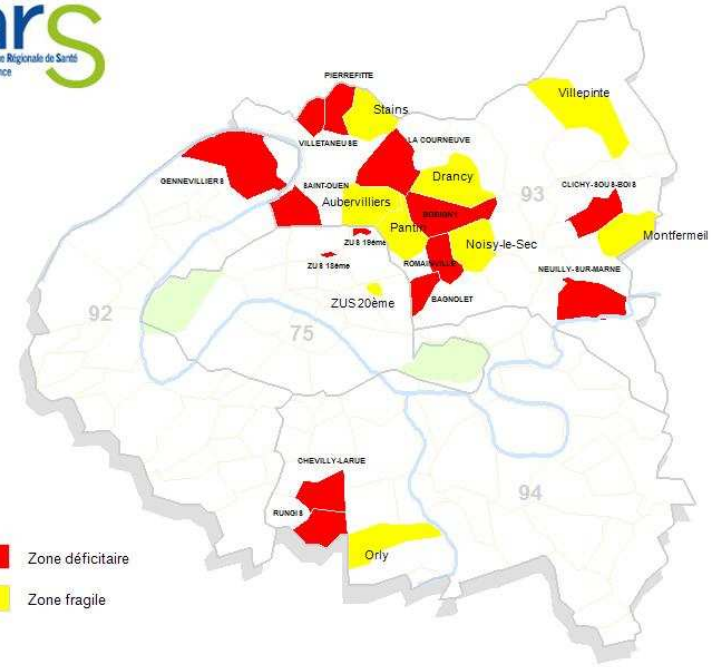 arS
e Régionale de Santé
nce
PIERREFITTE
Stains
Villepinte
VILLETANEUSE
LA COURNEUVE
GENNEVILLIERS
SAINT-OUEN
Drancy
93
CLICHY-SOUS-BOIS
Aubervilliers
BOBIGNY
Pantin
Montfermeil
ZUS 19ème
Noisy-le-Sec
ZUS 18ème
ROMAINVILLE
NEUILLY-SUR-MARNE
ZUS 20ème
BAGNOLET
92
75
CHEVILLY-LARUE
94
RUNGIS
Orly
Zone déficitaire
Zone fragile